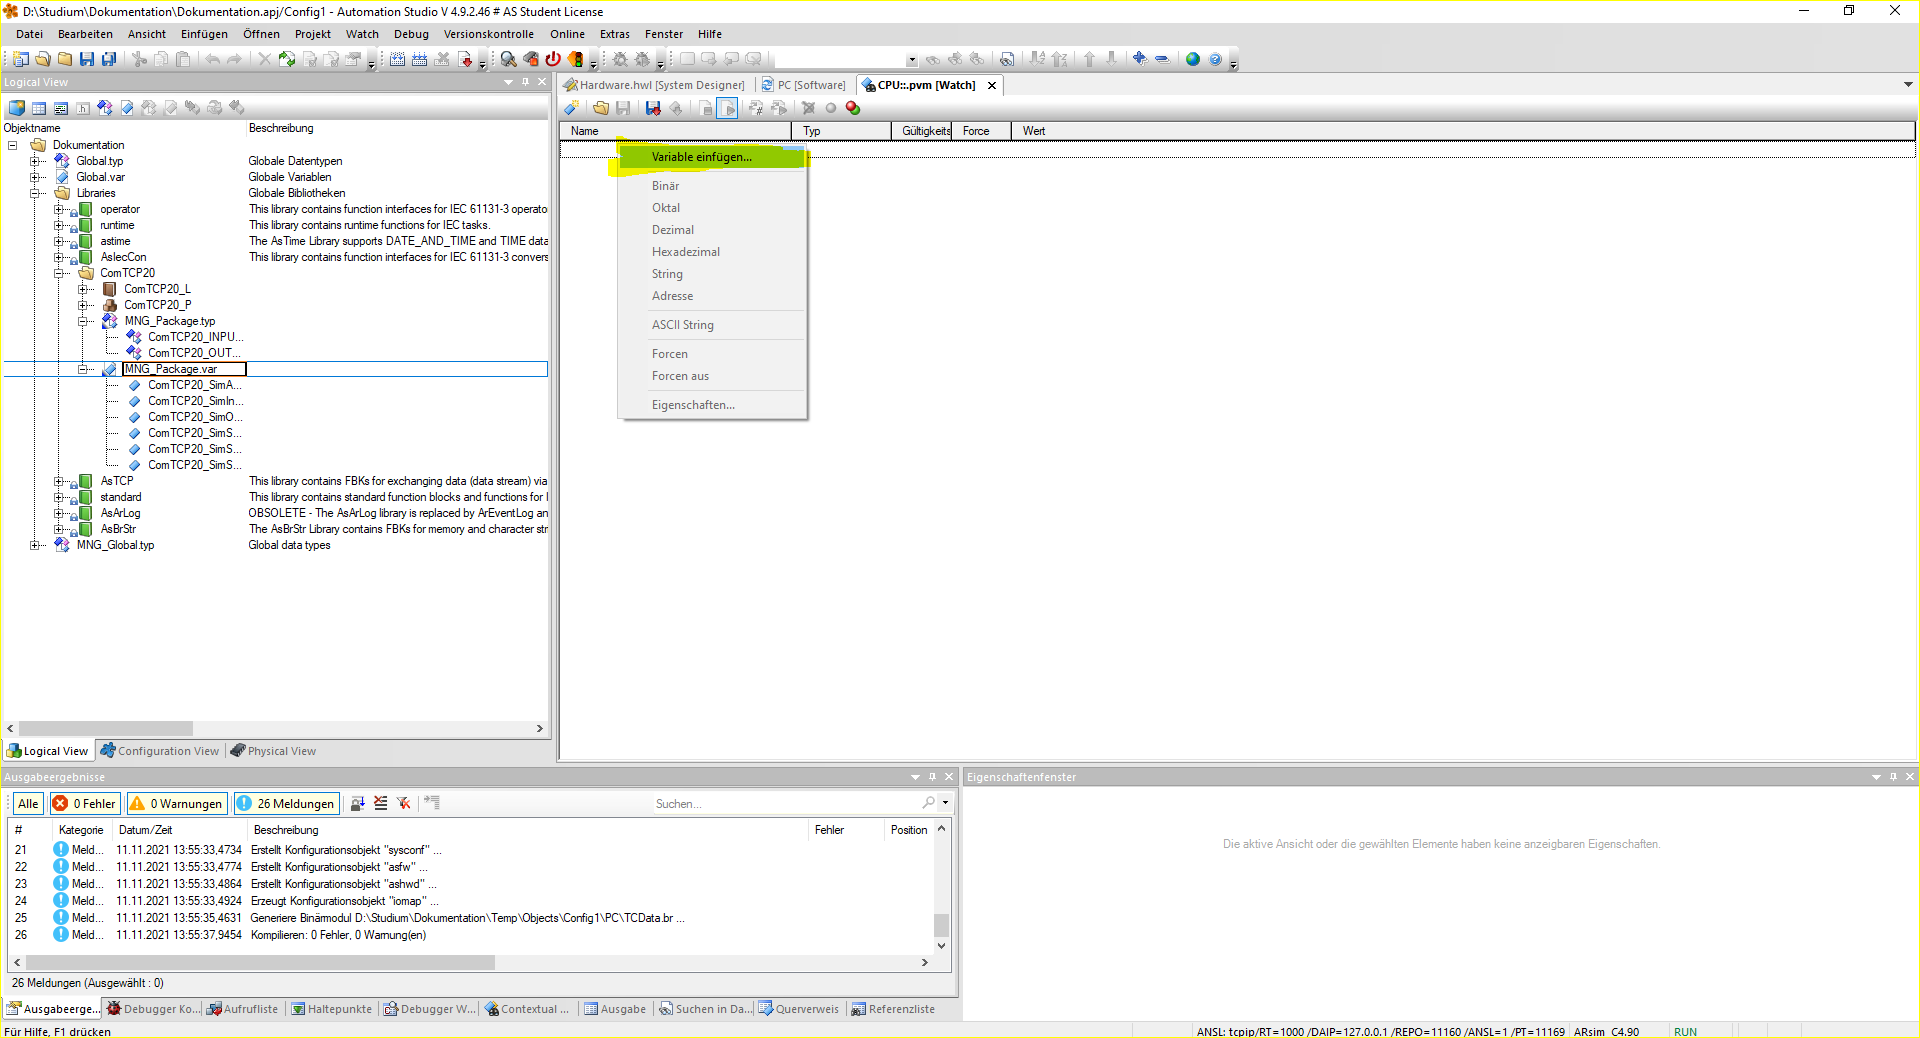 D:\Studium\Dokumentation\Dokumentation.apj/Config1 - Automation Studio V 4.9.2.46 # AS Student License
Datei Bearbeiten Ansicht Einfügen Öffnen Projekt Watch Debug Versionskontrolle Online Extras Fenster Hilfe
Logical View
Objektname Beschreibung
Dokumentation
Global.typ Globale Datentypen
Global.var Globale Variablen
Libraries Globale Bibliotheken
operator This library contains function interfaces for IEC 61131-3 operato
runtime This library contains runtime functions for IEC tasks.
astime The AsTime Library supports DATE_AND_TIME and TIME data
AsIecCon This library contains function interfaces for IEC 61131-3 convers
ComTCP20
ComTCP20_L
ComTCP20_P
MNG_Package.typ
ComTCP20_INPU...
ComTCP20_OUT...
MNG_Package.var
ComTCP20_SimA...
ComTCP20_SimIn...
ComTCP20_SimO...
ComTCP20_SimS...
ComTCP20_SimS...
ComTCP20_SimS...
AsTCP This library contains FBKs for exchanging data (data stream) via
standard This library contains standard function blocks and functions for I
AsArLog OBSOLETE - The AsArLog library is replaced by ArEventLog an
AsBrStr The AsBrStr Library contains FBKs for memory and character str
MNG_Global.typ Global data types
Logical View Configuration View Physical View
Hardware.hwl [System Designer] PC [Software] CPU::.pvm [Watch]
Name Typ Gültigkeits Force Wert
Variable einfügen...
Binär
Oktal
Dezimal
Hexadezimal
String
Adresse
ASCII String
Forcen
Forcen aus
Eigenschaften...
Ausgabeergebnisse
Alle 0 Fehler 0 Warnungen 26 Meldungen Suchen...
# Kategorie Datum/Zeit Beschreibung Fehler Position
21 Meld... 11.11.2021 13:55:33,4734 Erstellt Konfigurationsobjekt "sysconf" ...
22 Meld... 11.11.2021 13:55:33,4774 Erstellt Konfigurationsobjekt "asfw" ...
23 Meld... 11.11.2021 13:55:33,4864 Erstellt Konfigurationsobjekt "ashwd" ...
24 Meld... 11.11.2021 13:55:33,4924 Erzeugt Konfigurationsobjekt "iomap" ...
25 Meld... 11.11.2021 13:55:35,4631 Generiere Binärmodul D:\Studium\Dokumentation\Temp\Objects\Config1\PC\TCData.br ...
26 Meld... 11.11.2021 13:55:37,9454 Kompilieren: 0 Fehler, 0 Warnung(en)
26 Meldungen (Ausgewählt : 0)
Ausgabeerge... Debugger Ko... Aufrufliste Haltepunkte Debugger W... Contextual ... Ausgabe Suchen in Da... Querverweis Referenzliste
Eigenschaftenfenster
Die aktive Ansicht oder die gewählten Elemente haben keine anzeigbaren Eigenschaften.
Für Hilfe, F1 drücken
ANSL: tcpip/RT=1000 /DAIP=127.0.0.1 /REPO=11160 /ANSL=1 /PT=11169 ARsim C4.90 RUN